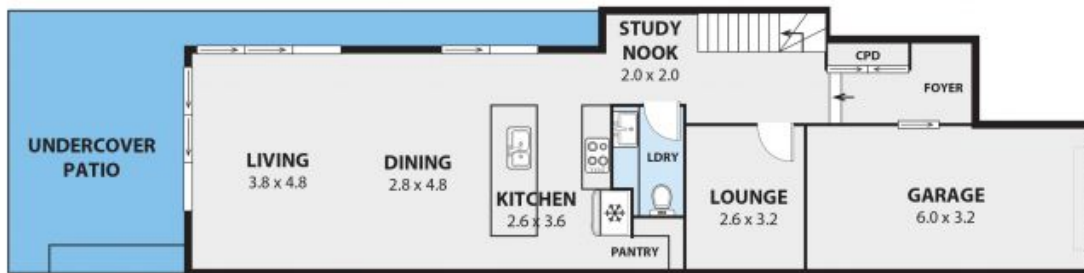 STUDY
NOOK
2.0 x 2.0
CPD
FOYER
UNDERCOVER
PATIO
LIVING
3.8 x 4.8
DINING
2.8 x 4.8
KITCHEN
2.6 x 3.6
LDRY
PANTRY
LOUNGE
2.6 x 3.2
GARAGE
6.0 x 3.2